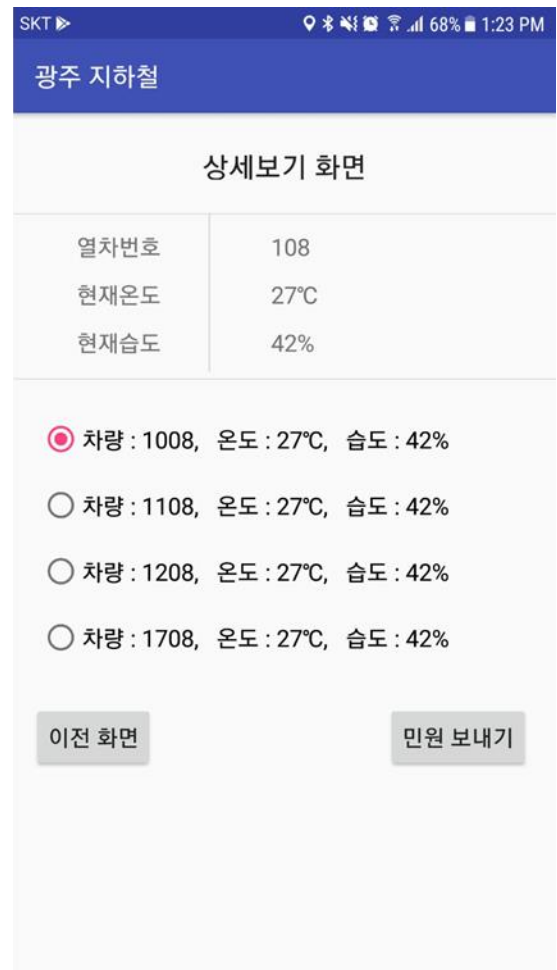 SKT 68% 1:23 PM
광주 지하철
상세보기 화면
열차번호 108
현재온도 27℃
현재습도 42%
차량 : 1008, 온도 : 27℃, 습도 : 42%
차량 : 1108, 온도 : 27℃, 습도 : 42%
차량 : 1208, 온도 : 27℃, 습도 : 42%
차량 : 1708, 온도 : 27℃, 습도 : 42%
이전 화면 민원 보내기